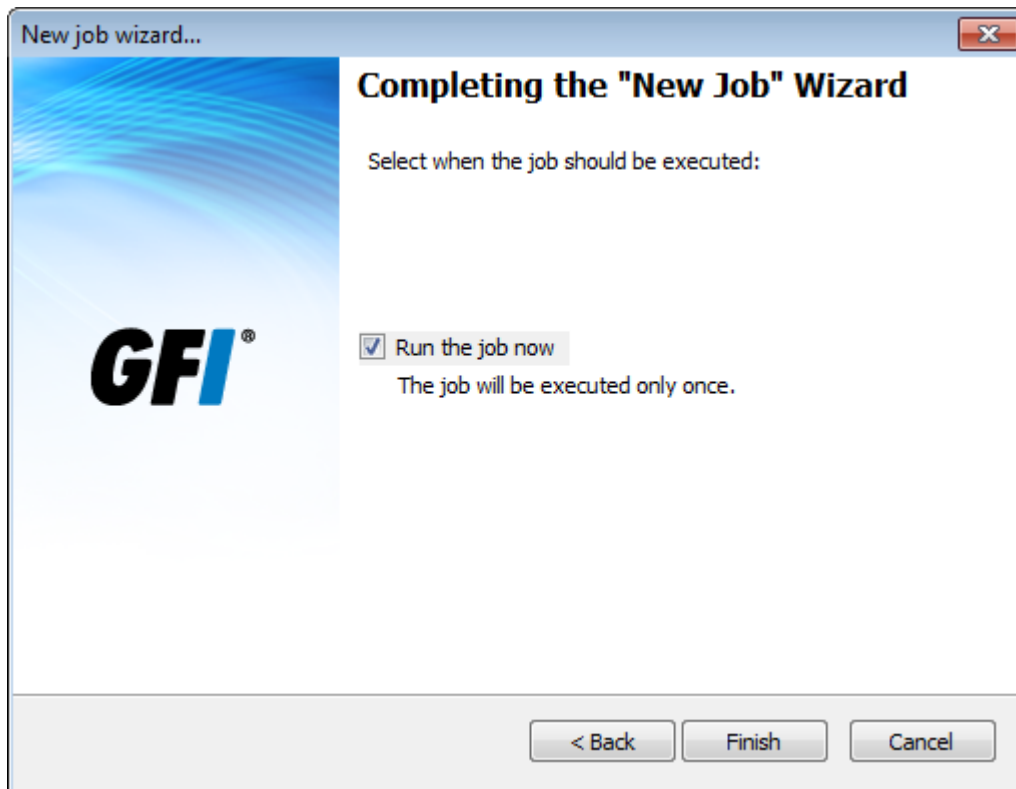 New job wizard...
Completing the "New Job" Wizard
Select when the job should be executed:
GFI®
Run the job now
The job will be executed only once.
< Back
Finish
Cancel